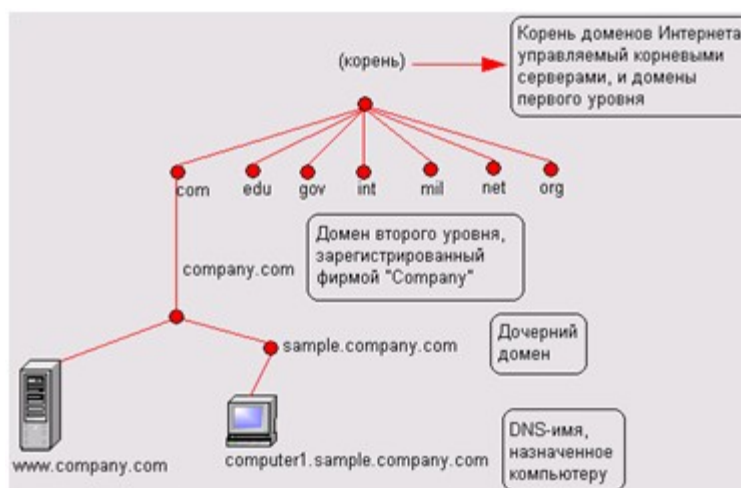 (корень)
Корень доменов Интернета
управляемый корневыми
серверами, и домены
первого уровня
com edu gov int mil net org
Домен второго уровня,
зарегистрированный
фирмой "Company"
company.com
sample.company.com
Дочерний
домен
www.company.com
computer1.sample.company.com
DNS-имя,
назначенное
компьютеру